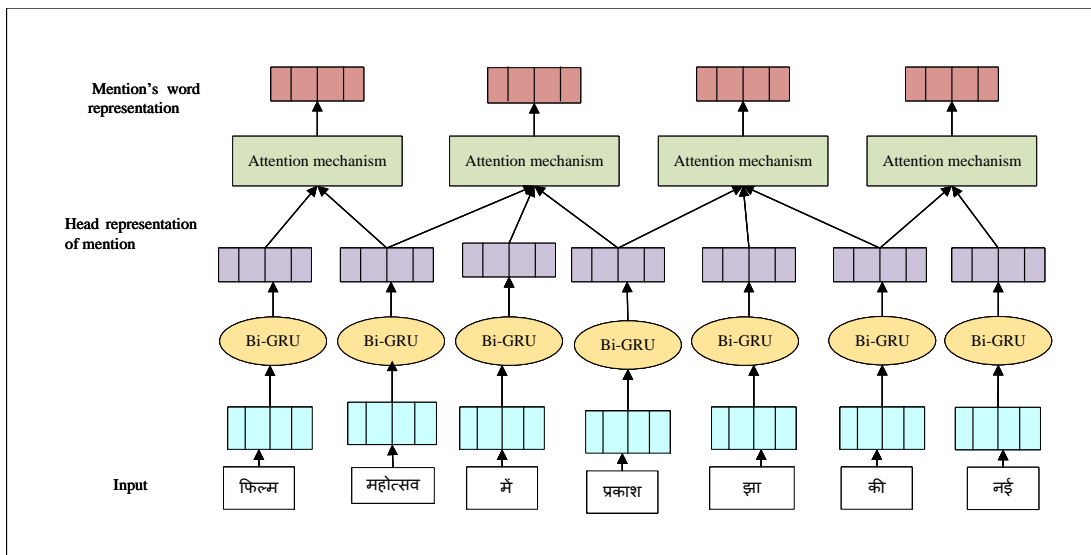 Mention's word
representation
Attention mechanism Attention mechanism Attention mechanism Attention mechanism
Head representation
of mention
Bi-GRU Bi-GRU Bi-GRU Bi-GRU Bi-GRU Bi-GRU Bi-GRU
Input फिल्म महोत्सव में प्रकाश झा की नई